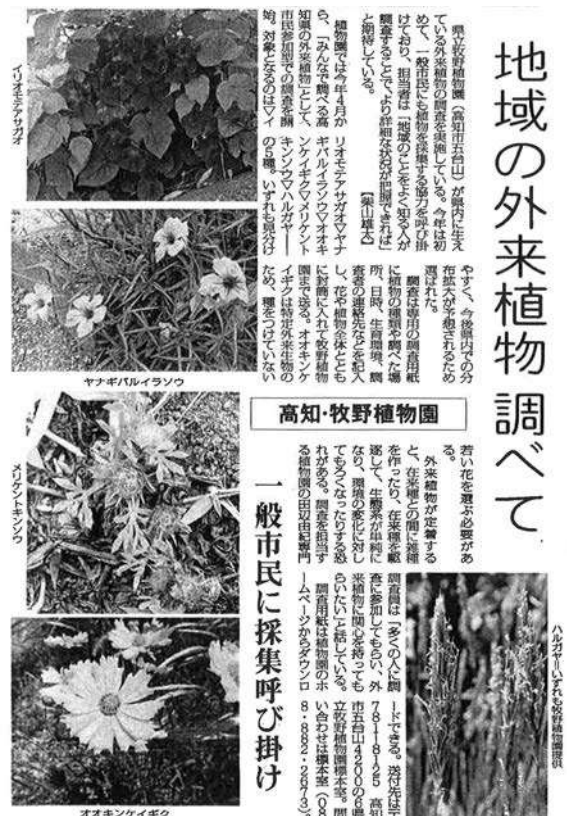 地域の外来植物 調べて
高知・牧野植物園
一般市民に採集呼び掛け
県立牧野植物園(高知市五台山)が県内に生え
ている外来植物の調査を実施している。今年は初
めて、一般市民にも植物を採集する協力を呼び掛
けており、担当者は「地域のことをよく知る人が
調査することで、より詳細な状況が把握できれば」
と期待している。
【柴山雄太】
植物園では今年4月か
ら、「みんなで調べる高
知県の外来植物」として、
市民参加型での調査を開
始。対象となるのは▽イ
リオモテアサガオ▽ヤナ
ギバルイラソウ▽オオキ
ンケイギク▽メリケント
キンソウ▽ハルガヤ――
の5種。いずれも見分け
やすく、今後県内での分
布拡大が予想されるため
選ばれた。
調査は専用の調査用紙
に植物の種類や調べた場
所、日時、生育環境、調
査者の連絡先などを記入
し、花や植物全体ととも
に封筒に入れて牧野植物
園まで送る。オオキンケ
イギクは特定外来生物の
ため、種をつけていない
若い花を選ぶ必要があ
る。
外来植物が定着する
と、在来種との間に雑種
を作ったり、在来種を駆
逐して、生態系が単純に
なり、環境の変化に対し
てもろくなったりする恐
れがある。調査を担当す
る植物園の田辺由紀専門
調査員は「多くの人に調
査に参加してもらい、外
来植物に関心を持っても
らいたい」と話している。
調査用紙は植物園のホ
ームページからダウンロ
ードできる。送付先は〒
781-8125 高知
市五台山4200の6県
立牧野植物園標本室。問
い合わせは標本室(08
8・882・2673)。
イリオモテアサガオ
ヤナギバルイラソウ
メリケントキンソウ
オオキンケイギク
ハルガヤ=いずれも牧野植物園提供